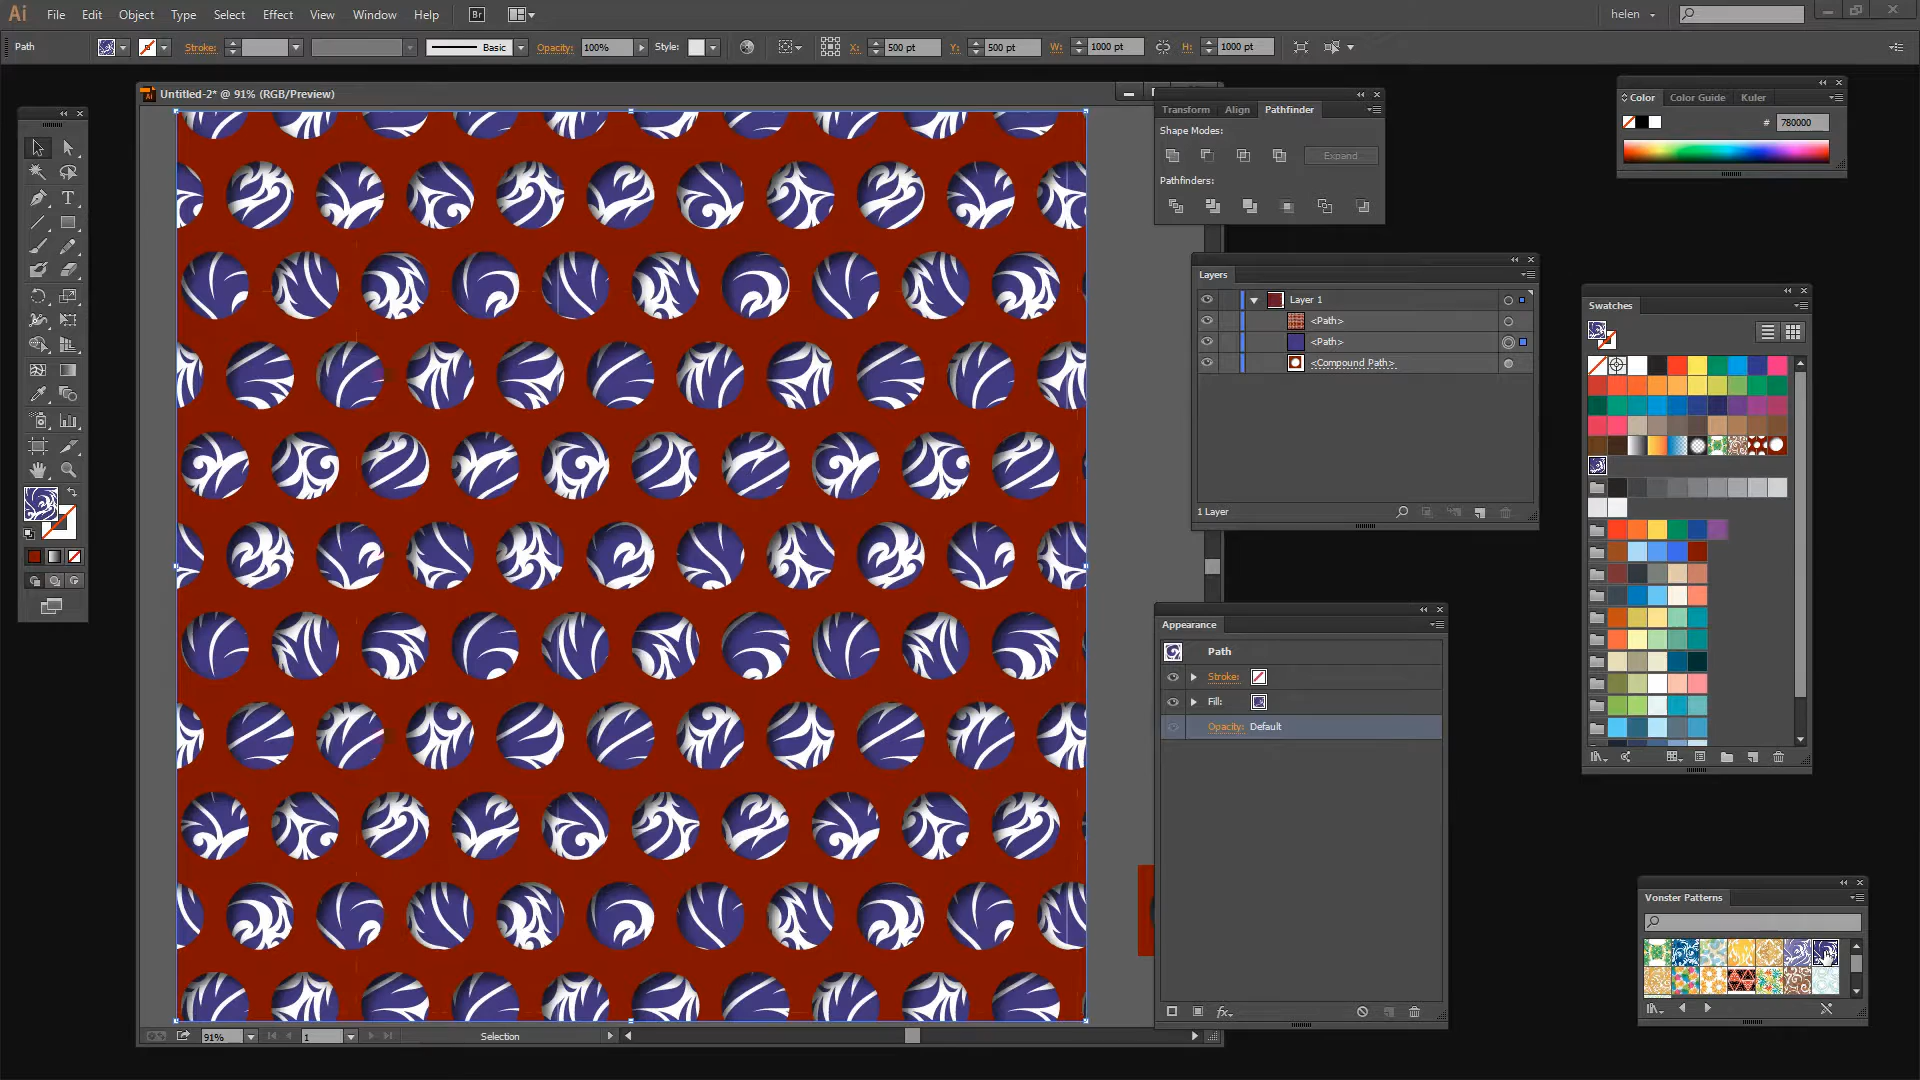 Ai File Edit Object Type Select Effect View Window Help Br helen
Path Stroke: Basic Opacity: 100% Style: X: 500 pt Y: 500 pt W: 1000 pt H: 1000 pt
Untitled-2* @ 91% (RGB/Preview)
Transform Align Pathfinder
Shape Modes:
Expand
Pathfinders:
Color Color Guide Kuler
# 780000
Layers
Layer 1
<Path>
<Path>
<Compound Path>
1 Layer
Swatches
Appearance
Path
Stroke:
Fill:
Opacity: Default
fx
Vonster Patterns
91% 1 Selection